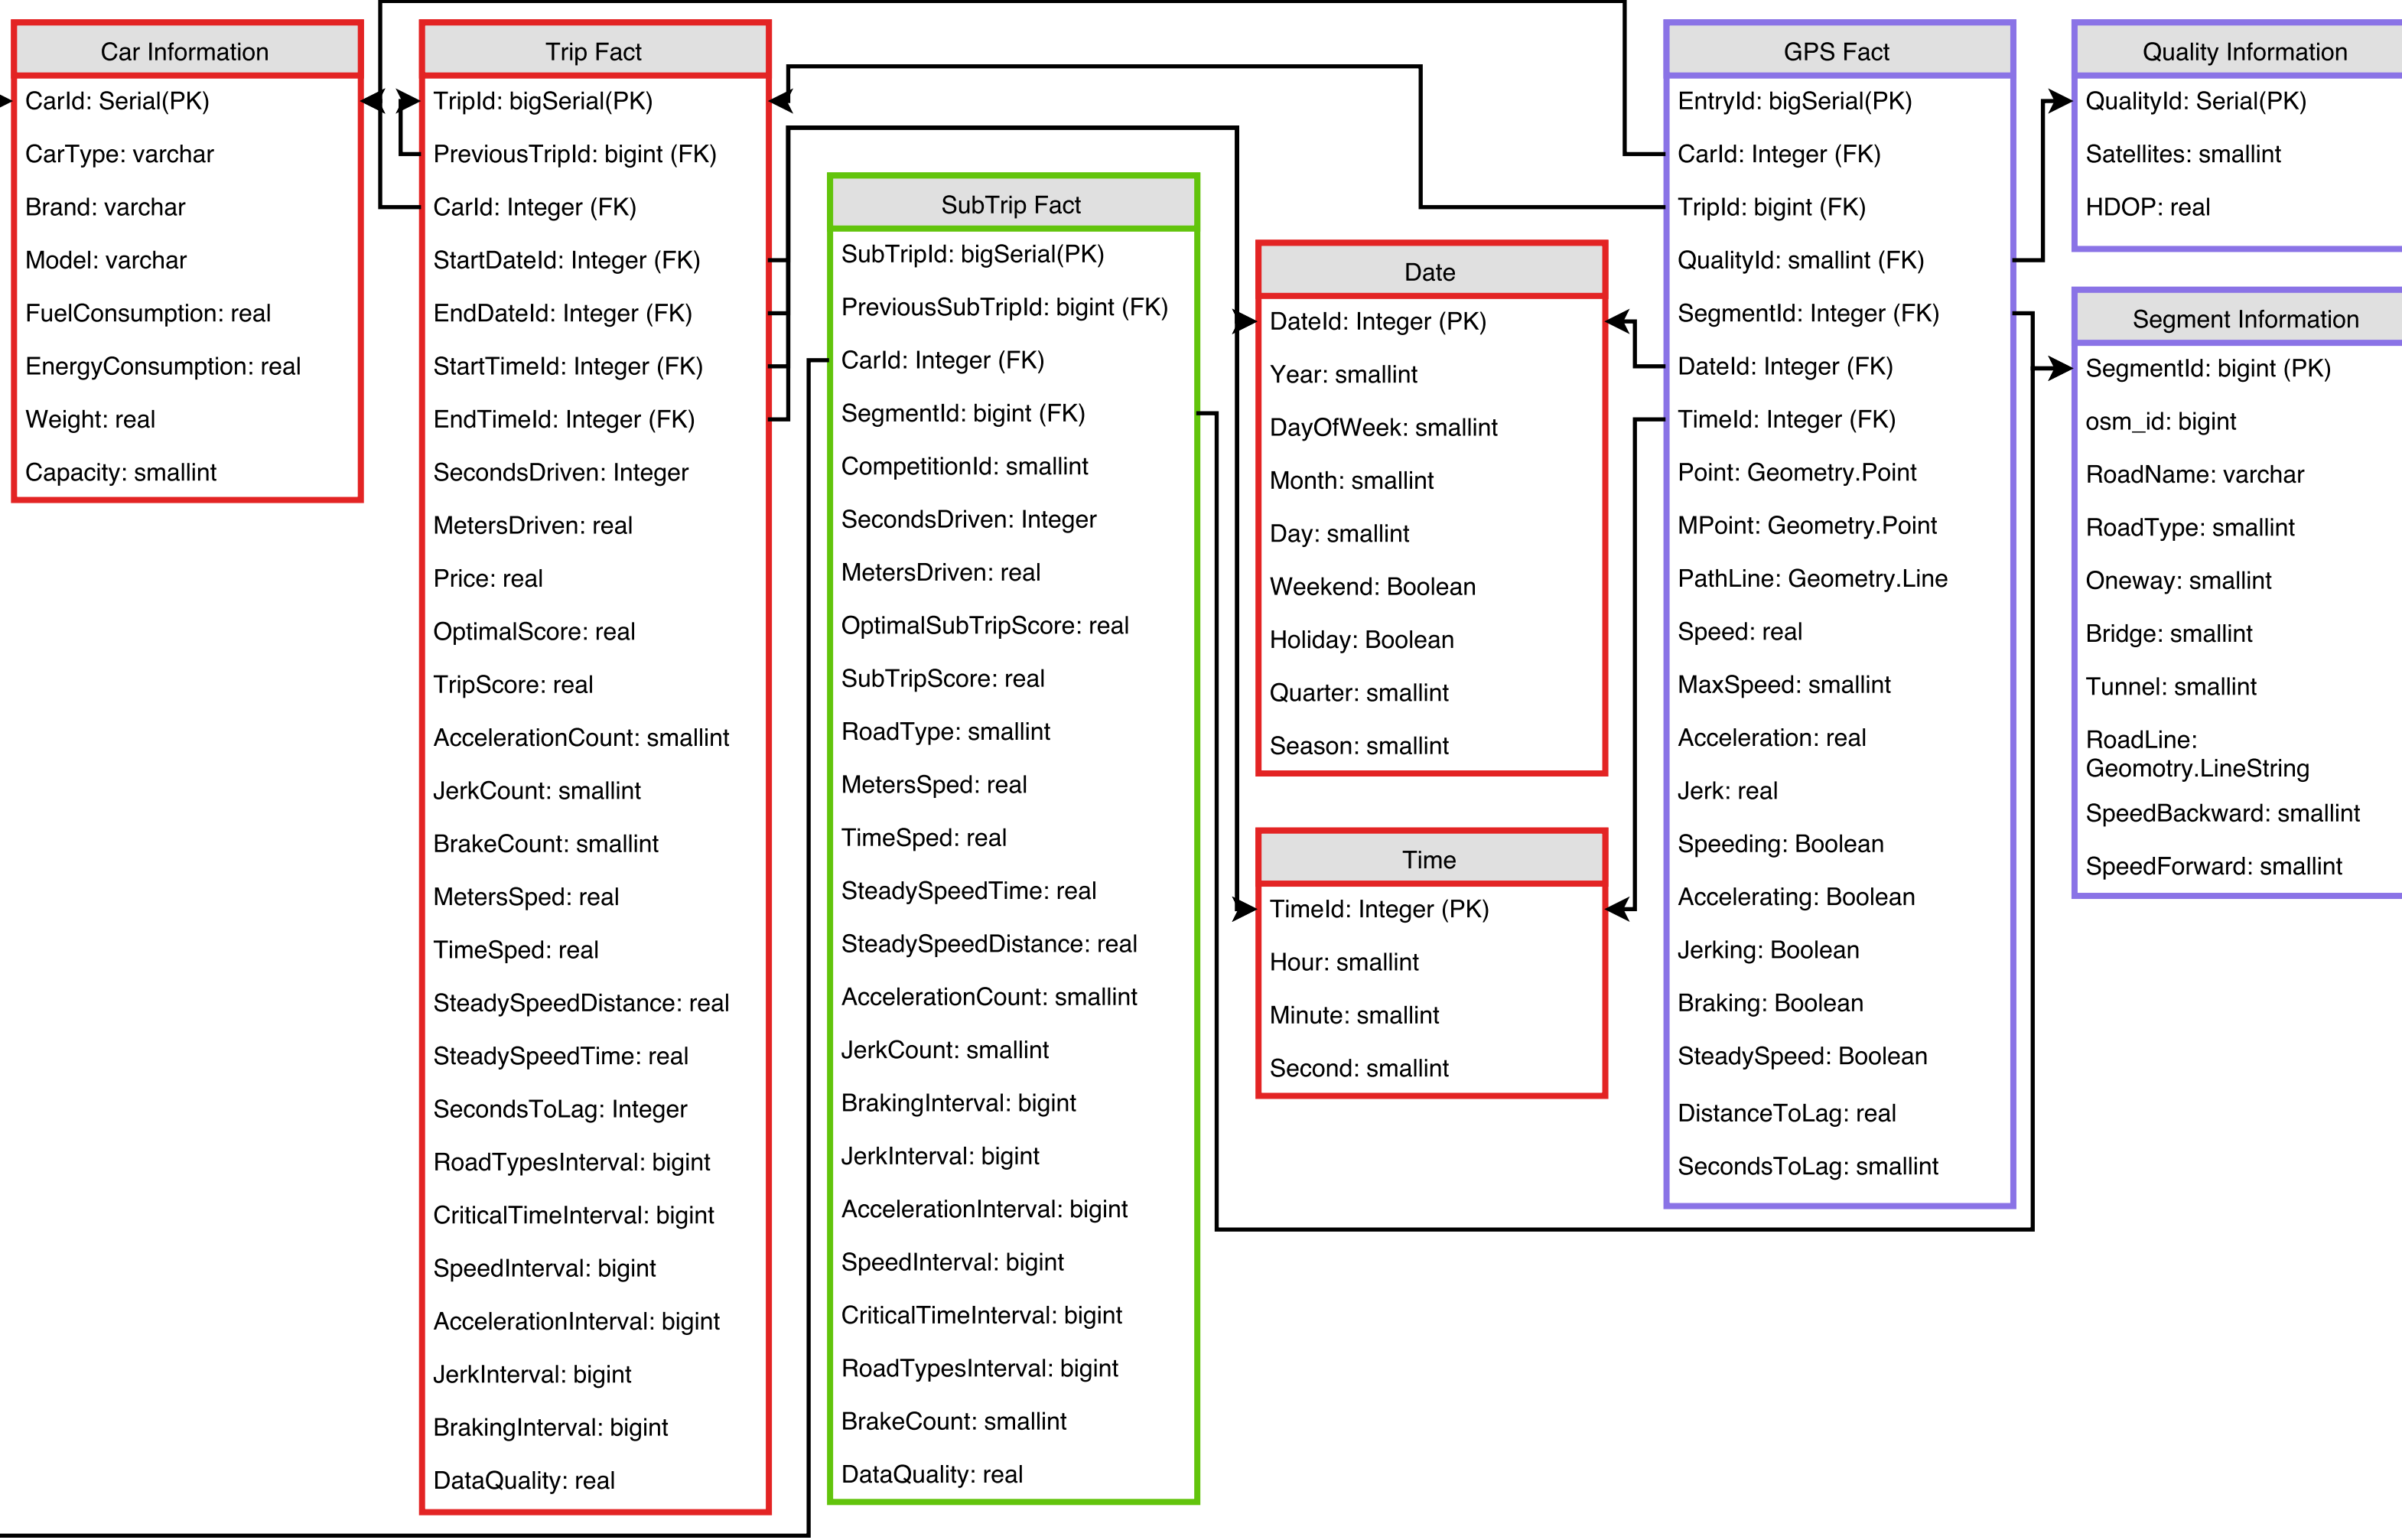 Car Information
CarId: Serial(PK)
CarType: varchar
Brand: varchar
Model: varchar
FuelConsumption: real
EnergyConsumption: real
Weight: real
Capacity: smallint
Trip Fact
TripId: bigSerial(PK)
PreviousTripId: bigint (FK)
CarId: Integer (FK)
StartDateId: Integer (FK)
EndDateId: Integer (FK)
StartTimeId: Integer (FK)
EndTimeId: Integer (FK)
SecondsDriven: Integer
MetersDriven: real
Price: real
OptimalScore: real
TripScore: real
AccelerationCount: smallint
JerkCount: smallint
BrakeCount: smallint
MetersSped: real
TimeSped: real
SteadySpeedDistance: real
SteadySpeedTime: real
SecondsToLag: Integer
RoadTypesInterval: bigint
CriticalTimeInterval: bigint
SpeedInterval: bigint
AccelerationInterval: bigint
JerkInterval: bigint
BrakingInterval: bigint
DataQuality: real
SubTrip Fact
SubTripId: bigSerial(PK)
PreviousSubTripId: bigint (FK)
CarId: Integer (FK)
SegmentId: bigint (FK)
CompetitionId: smallint
SecondsDriven: Integer
MetersDriven: real
OptimalSubTripScore: real
SubTripScore: real
RoadType: smallint
MetersSped: real
TimeSped: real
SteadySpeedTime: real
SteadySpeedDistance: real
AccelerationCount: smallint
JerkCount: smallint
BrakingInterval: bigint
JerkInterval: bigint
AccelerationInterval: bigint
SpeedInterval: bigint
CriticalTimeInterval: bigint
RoadTypesInterval: bigint
BrakeCount: smallint
DataQuality: real
Date
DateId: Integer (PK)
Year: smallint
DayOfWeek: smallint
Month: smallint
Day: smallint
Weekend: Boolean
Holiday: Boolean
Quarter: smallint
Season: smallint
Time
TimeId: Integer (PK)
Hour: smallint
Minute: smallint
Second: smallint
GPS Fact
EntryId: bigSerial(PK)
CarId: Integer (FK)
TripId: bigint (FK)
QualityId: smallint (FK)
SegmentId: Integer (FK)
DateId: Integer (FK)
TimeId: Integer (FK)
Point: Geometry.Point
MPoint: Geometry.Point
PathLine: Geometry.Line
Speed: real
MaxSpeed: smallint
Acceleration: real
Jerk: real
Speeding: Boolean
Accelerating: Boolean
Jerking: Boolean
Braking: Boolean
SteadySpeed: Boolean
DistanceToLag: real
SecondsToLag: smallint
Quality Information
QualityId: Serial(PK)
Satellites: smallint
HDOP: real
Segment Information
SegmentId: bigint (PK)
osm_id: bigint
RoadName: varchar
RoadType: smallint
Oneway: smallint
Bridge: smallint
Tunnel: smallint
RoadLine:
Geomotry.LineString
SpeedBackward: smallint
SpeedForward: smallint